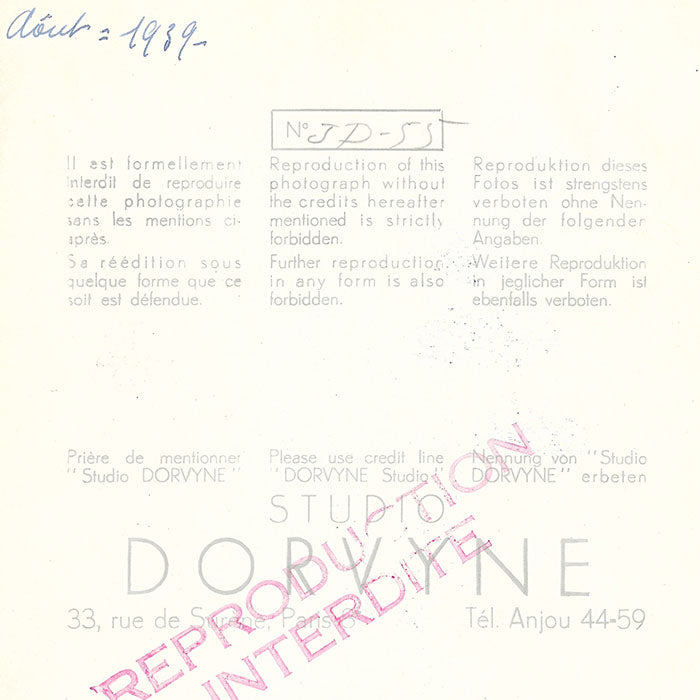 Août = 1939-
Nº 3D-55
Il est formellement
interdit de reproduire
cette photographie
sans les mentions ci-
après.
Sa réédition sous
quelque forme que ce
soit est défendue.
Reproduction of this
photograph without
the credits hereafter
mentioned is strictly
forbidden.
Further reproduction
in any form is also
forbidden.
Reproduktion dieses
Fotos ist strengstens
verboten ohne Nen-
nung der folgender
Angaben.
Weitere Reproduktion
in jeglicher Form ist
ebenfalls verboten.
Prière de mentionner
"Studio DORVYNE"
Please use credit line
"DORVYNE Studio"
Nennung von "Studio
DORVYNE" erbeten
STUDIO
DORVYNE
33, rue de Surène, Paris-8 Tél. Anjou 44-59
REPRODUCTION
INTERDITE